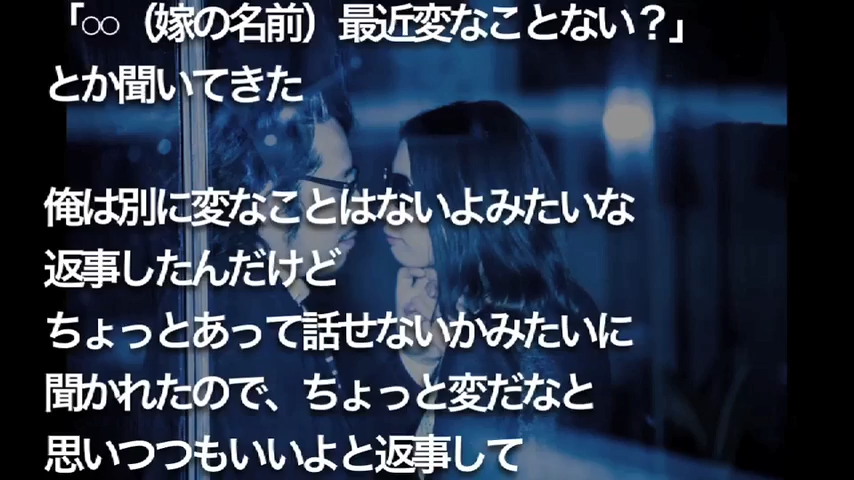 「○○（嫁の名前）最近変なことない？」
とか聞いてきた
俺は別に変なことはないよみたいな
返事したんだけど
ちょっとあって話せないかみたいに
聞かれたので、ちょっと変だなと
思いつつもいいよと返事して